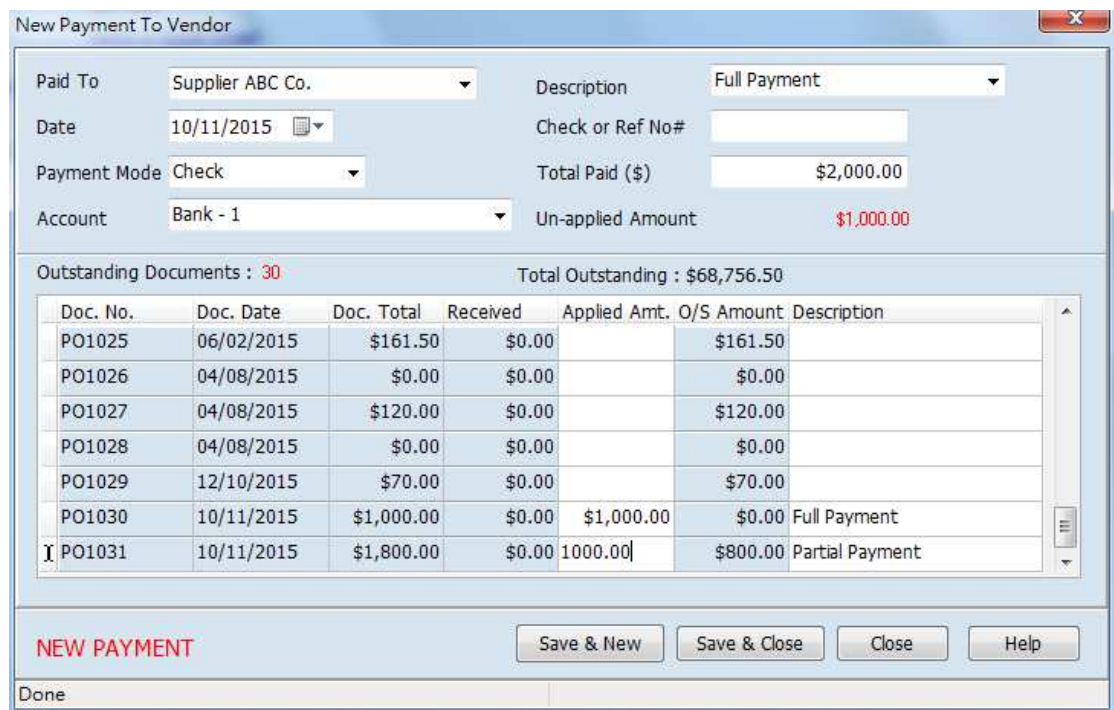 New Payment To Vendor
Paid To Supplier ABC Co. Description Full Payment
Date 10/11/2015 Check or Ref No#
Payment Mode Check Total Paid ($) $2,000.00
Account Bank - 1 Un-applied Amount $1,000.00
Outstanding Documents : 30 Total Outstanding : $68,756.50
Doc. No. Doc. Date Doc. Total Received Applied Amt. O/S Amount Description
PO1025 06/02/2015 $161.50 $0.00 $161.50
PO1026 04/08/2015 $0.00 $0.00 $0.00
PO1027 04/08/2015 $120.00 $0.00 $120.00
PO1028 04/08/2015 $0.00 $0.00 $0.00
PO1029 12/10/2015 $70.00 $0.00 $70.00
PO1030 10/11/2015 $1,000.00 $0.00 $1,000.00 $0.00 Full Payment
PO1031 10/11/2015 $1,800.00 $0.00 1000.00 $800.00 Partial Payment
NEW PAYMENT Save & New Save & Close Close Help
Done